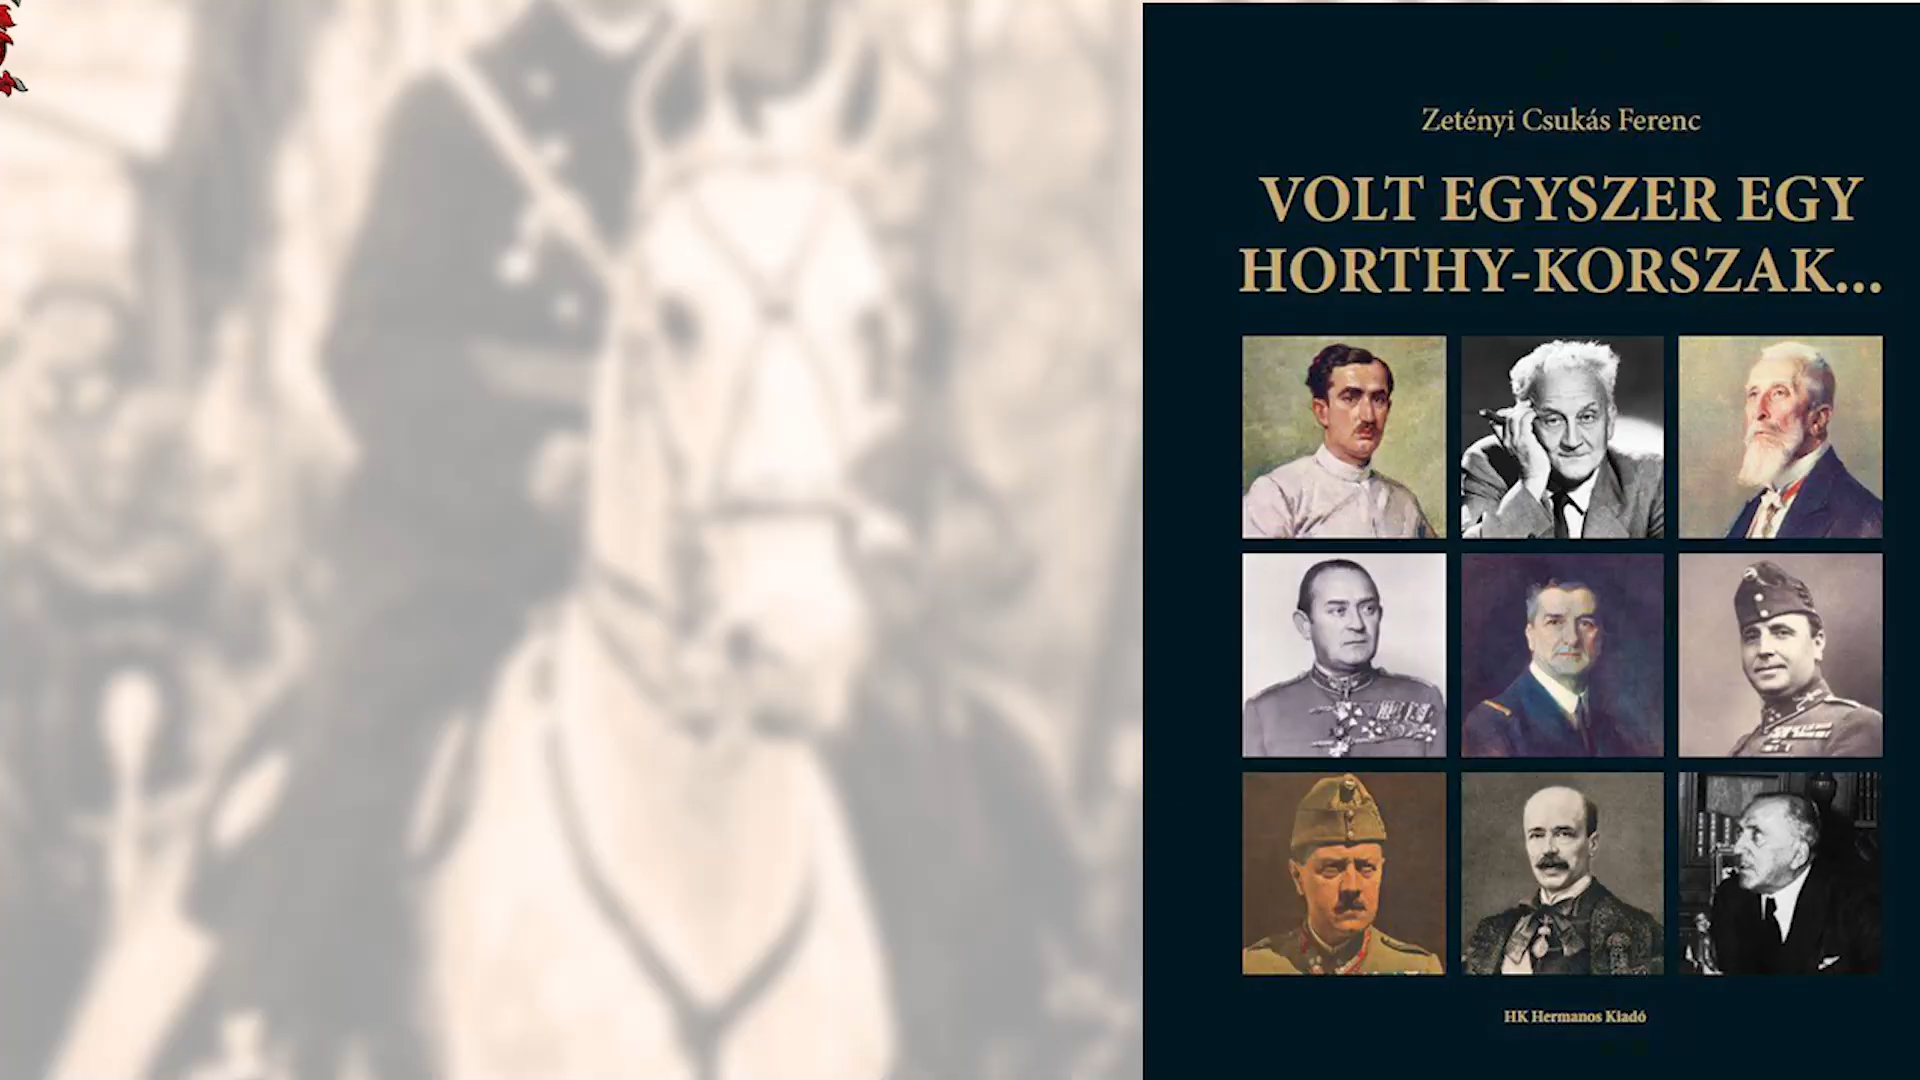 Zetényi Csukás Ferenc
VOLT EGYSZER EGY
HORTHY-KORSZAK...
HK Hermanos Kiadó